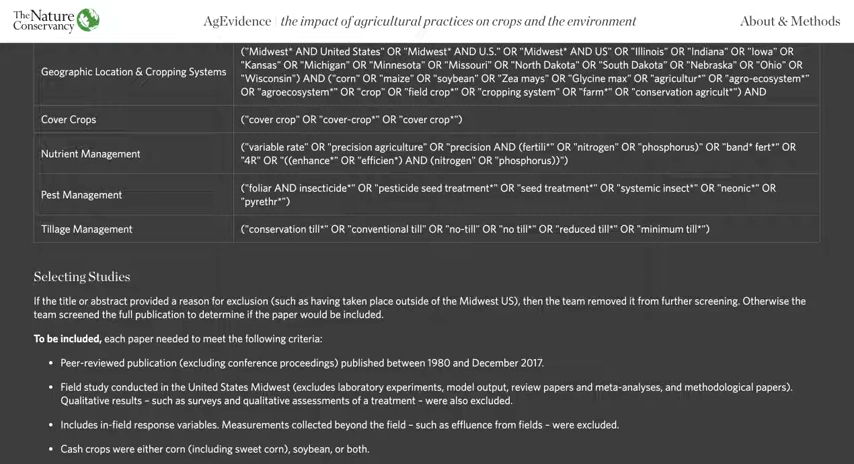 The Nature Conservancy
AgEvidence | the impact of agricultural practices on crops and the environment
About & Methods
Geographic Location & Cropping Systems
("Midwest* AND United States" OR "Midwest* AND U.S." OR "Midwest* AND US" OR "Illinois" OR "Indiana" OR "Iowa" OR
"Kansas" OR "Michigan" OR "Minnesota" OR "Missouri" OR "North Dakota" OR "South Dakota" OR "Nebraska" OR "Ohio" OR
"Wisconsin") AND ("corn" OR "maize" OR "soybean" OR "Zea mays" OR "Glycine max" OR "agricultur*" OR "agro-ecosystem*"
OR "agroecosystem*" OR "crop" OR "field crop*" OR "cropping system" OR "farm*" OR "conservation agricult*") AND
Cover Crops
("cover crop" OR "cover-crop*" OR "cover crop*")
Nutrient Management
("variable rate" OR "precision agriculture" OR "precision AND (fertili*" OR "nitrogen" OR "phosphorus)" OR "band* fert*" OR
"4R" OR "((enhance*" OR "efficien*) AND (nitrogen" OR "phosphorus))")
Pest Management
("foliar AND insecticide*" OR "pesticide seed treatment*" OR "seed treatment*" OR "systemic insect*" OR "neonic*" OR
"pyrethr*")
Tillage Management
("conservation till*" OR "conventional till" OR "no-till" OR "no till*" OR "reduced till*" OR "minimum till*")
Selecting Studies
If the title or abstract provided a reason for exclusion (such as having taken place outside of the Midwest US), then the team removed it from further screening. Otherwise the
team screened the full publication to determine if the paper would be included.
To be included, each paper needed to meet the following criteria:
• Peer-reviewed publication (excluding conference proceedings) published between 1980 and December 2017.
• Field study conducted in the United States Midwest (excludes laboratory experiments, model output, review papers and meta-analyses, and methodological papers).
Qualitative results – such as surveys and qualitative assessments of a treatment – were also excluded.
• Includes in-field response variables. Measurements collected beyond the field – such as effluence from fields – were excluded.
• Cash crops were either corn (including sweet corn), soybean, or both.